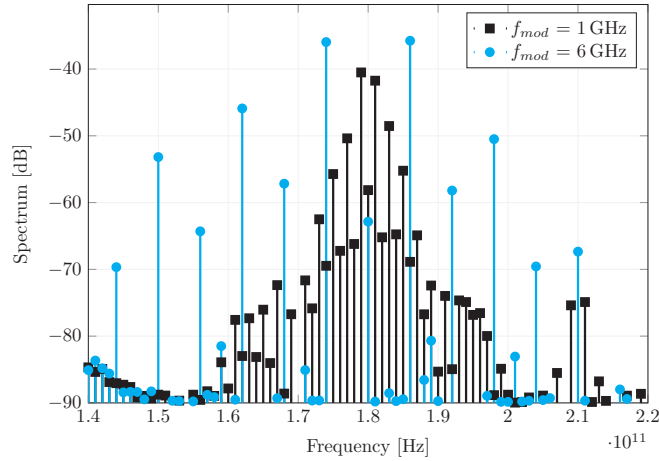 f_mod = 1 GHz
f_mod = 6 GHz
Spectrum [dB]
−40
−50
−60
−70
−80
−90
1.4 1.5 1.6 1.7 1.8 1.9 2 2.1 2.2
Frequency [Hz]
·10^11